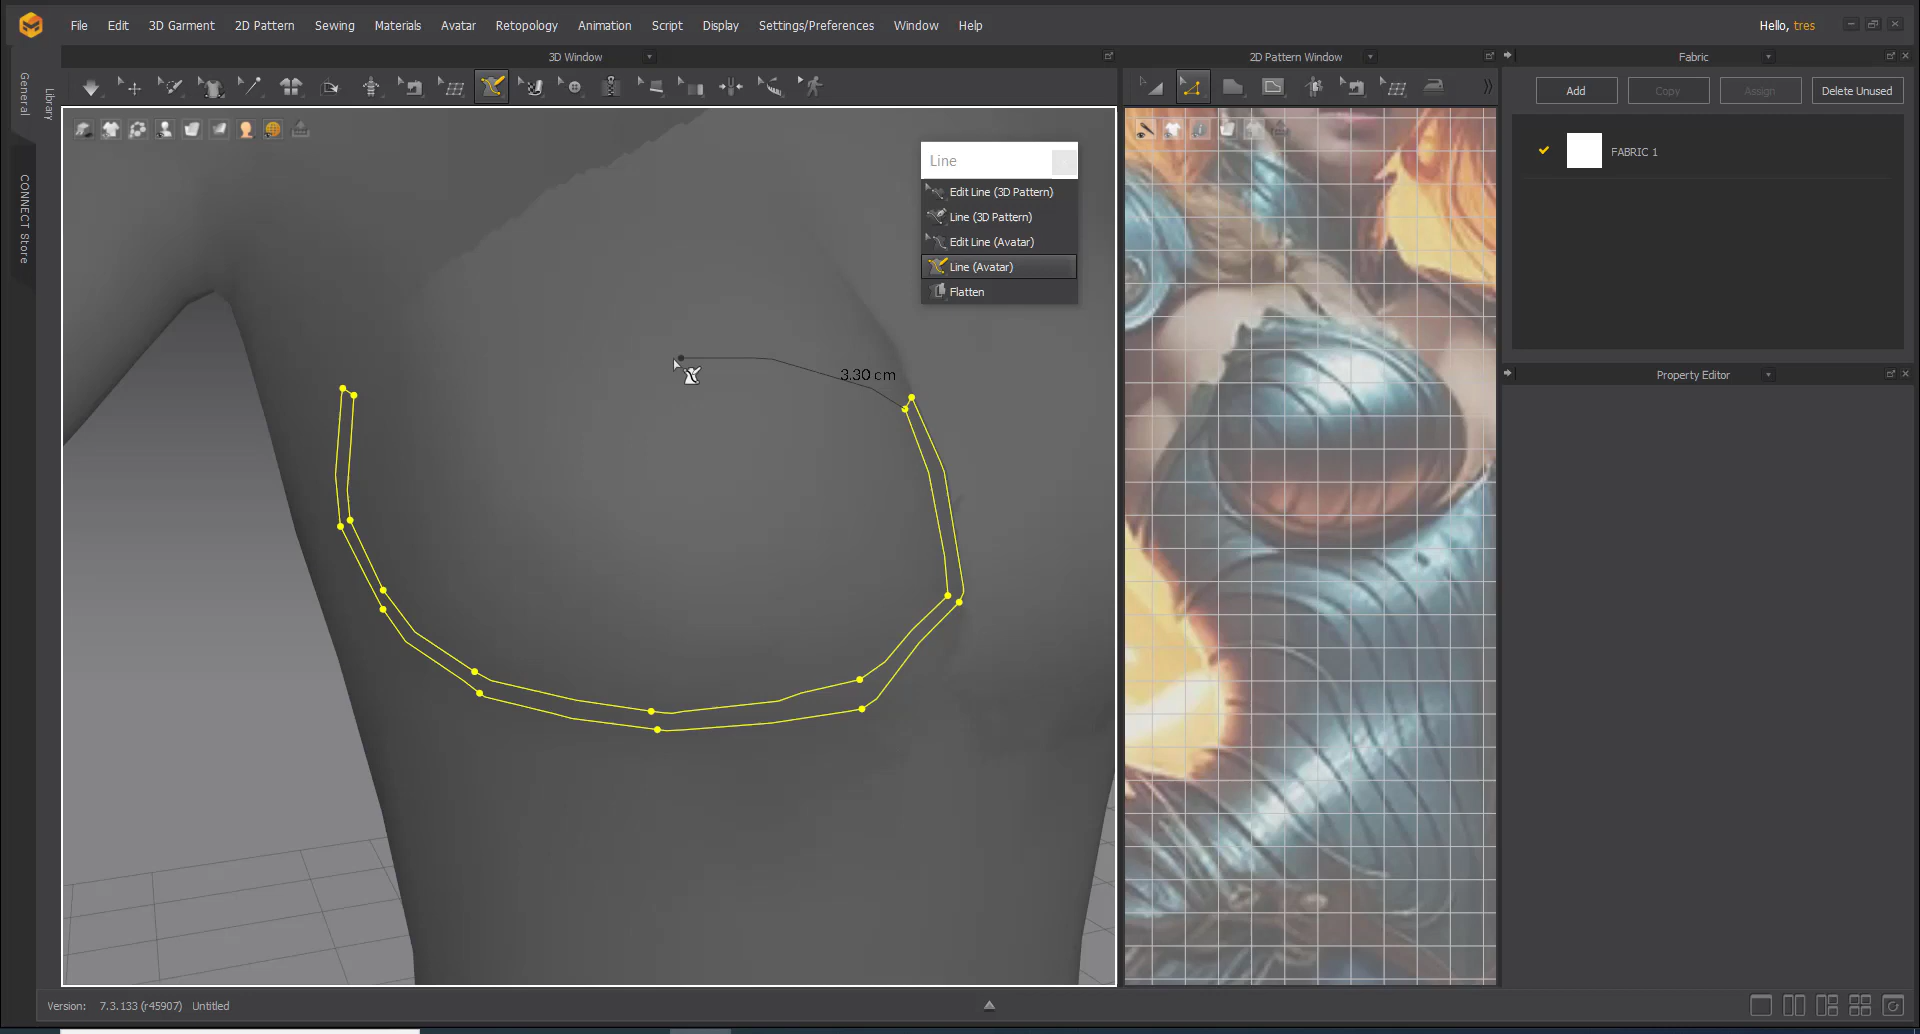 File Edit 3D Garment 2D Pattern Sewing Materials Avatar Retopology Animation Script Display Settings/Preferences Window Help
Hello, tres
3D Window
2D Pattern Window
Fabric
General
Library
CONNECT Store
Add Copy Assign Delete Unused
FABRIC 1
Line
Edit Line (3D Pattern)
Line (3D Pattern)
Edit Line (Avatar)
Line (Avatar)
Flatten
3.30 cm
Property Editor
Version: 7.3.133 (r45907) Untitled